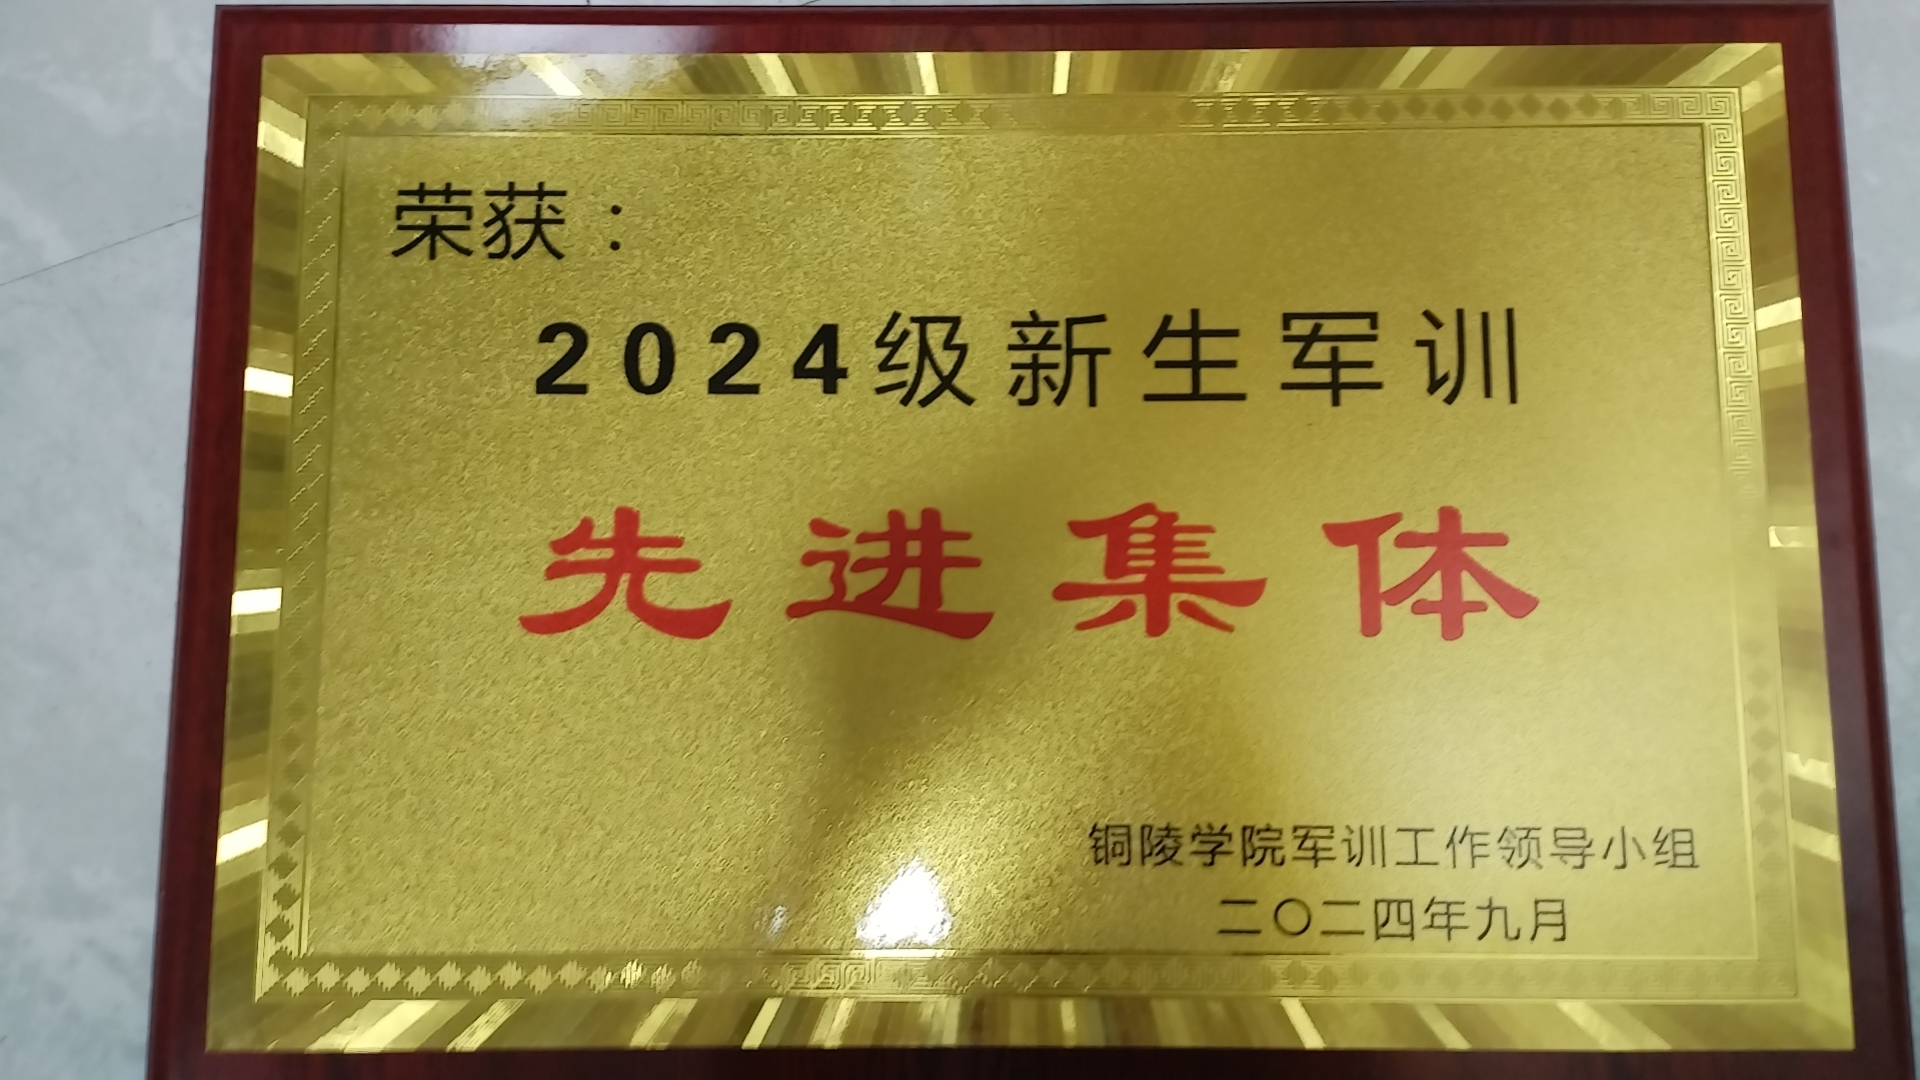 荣获：
2024级新生军训
先进集体
铜陵学院军训工作领导小组
二〇二四年九月